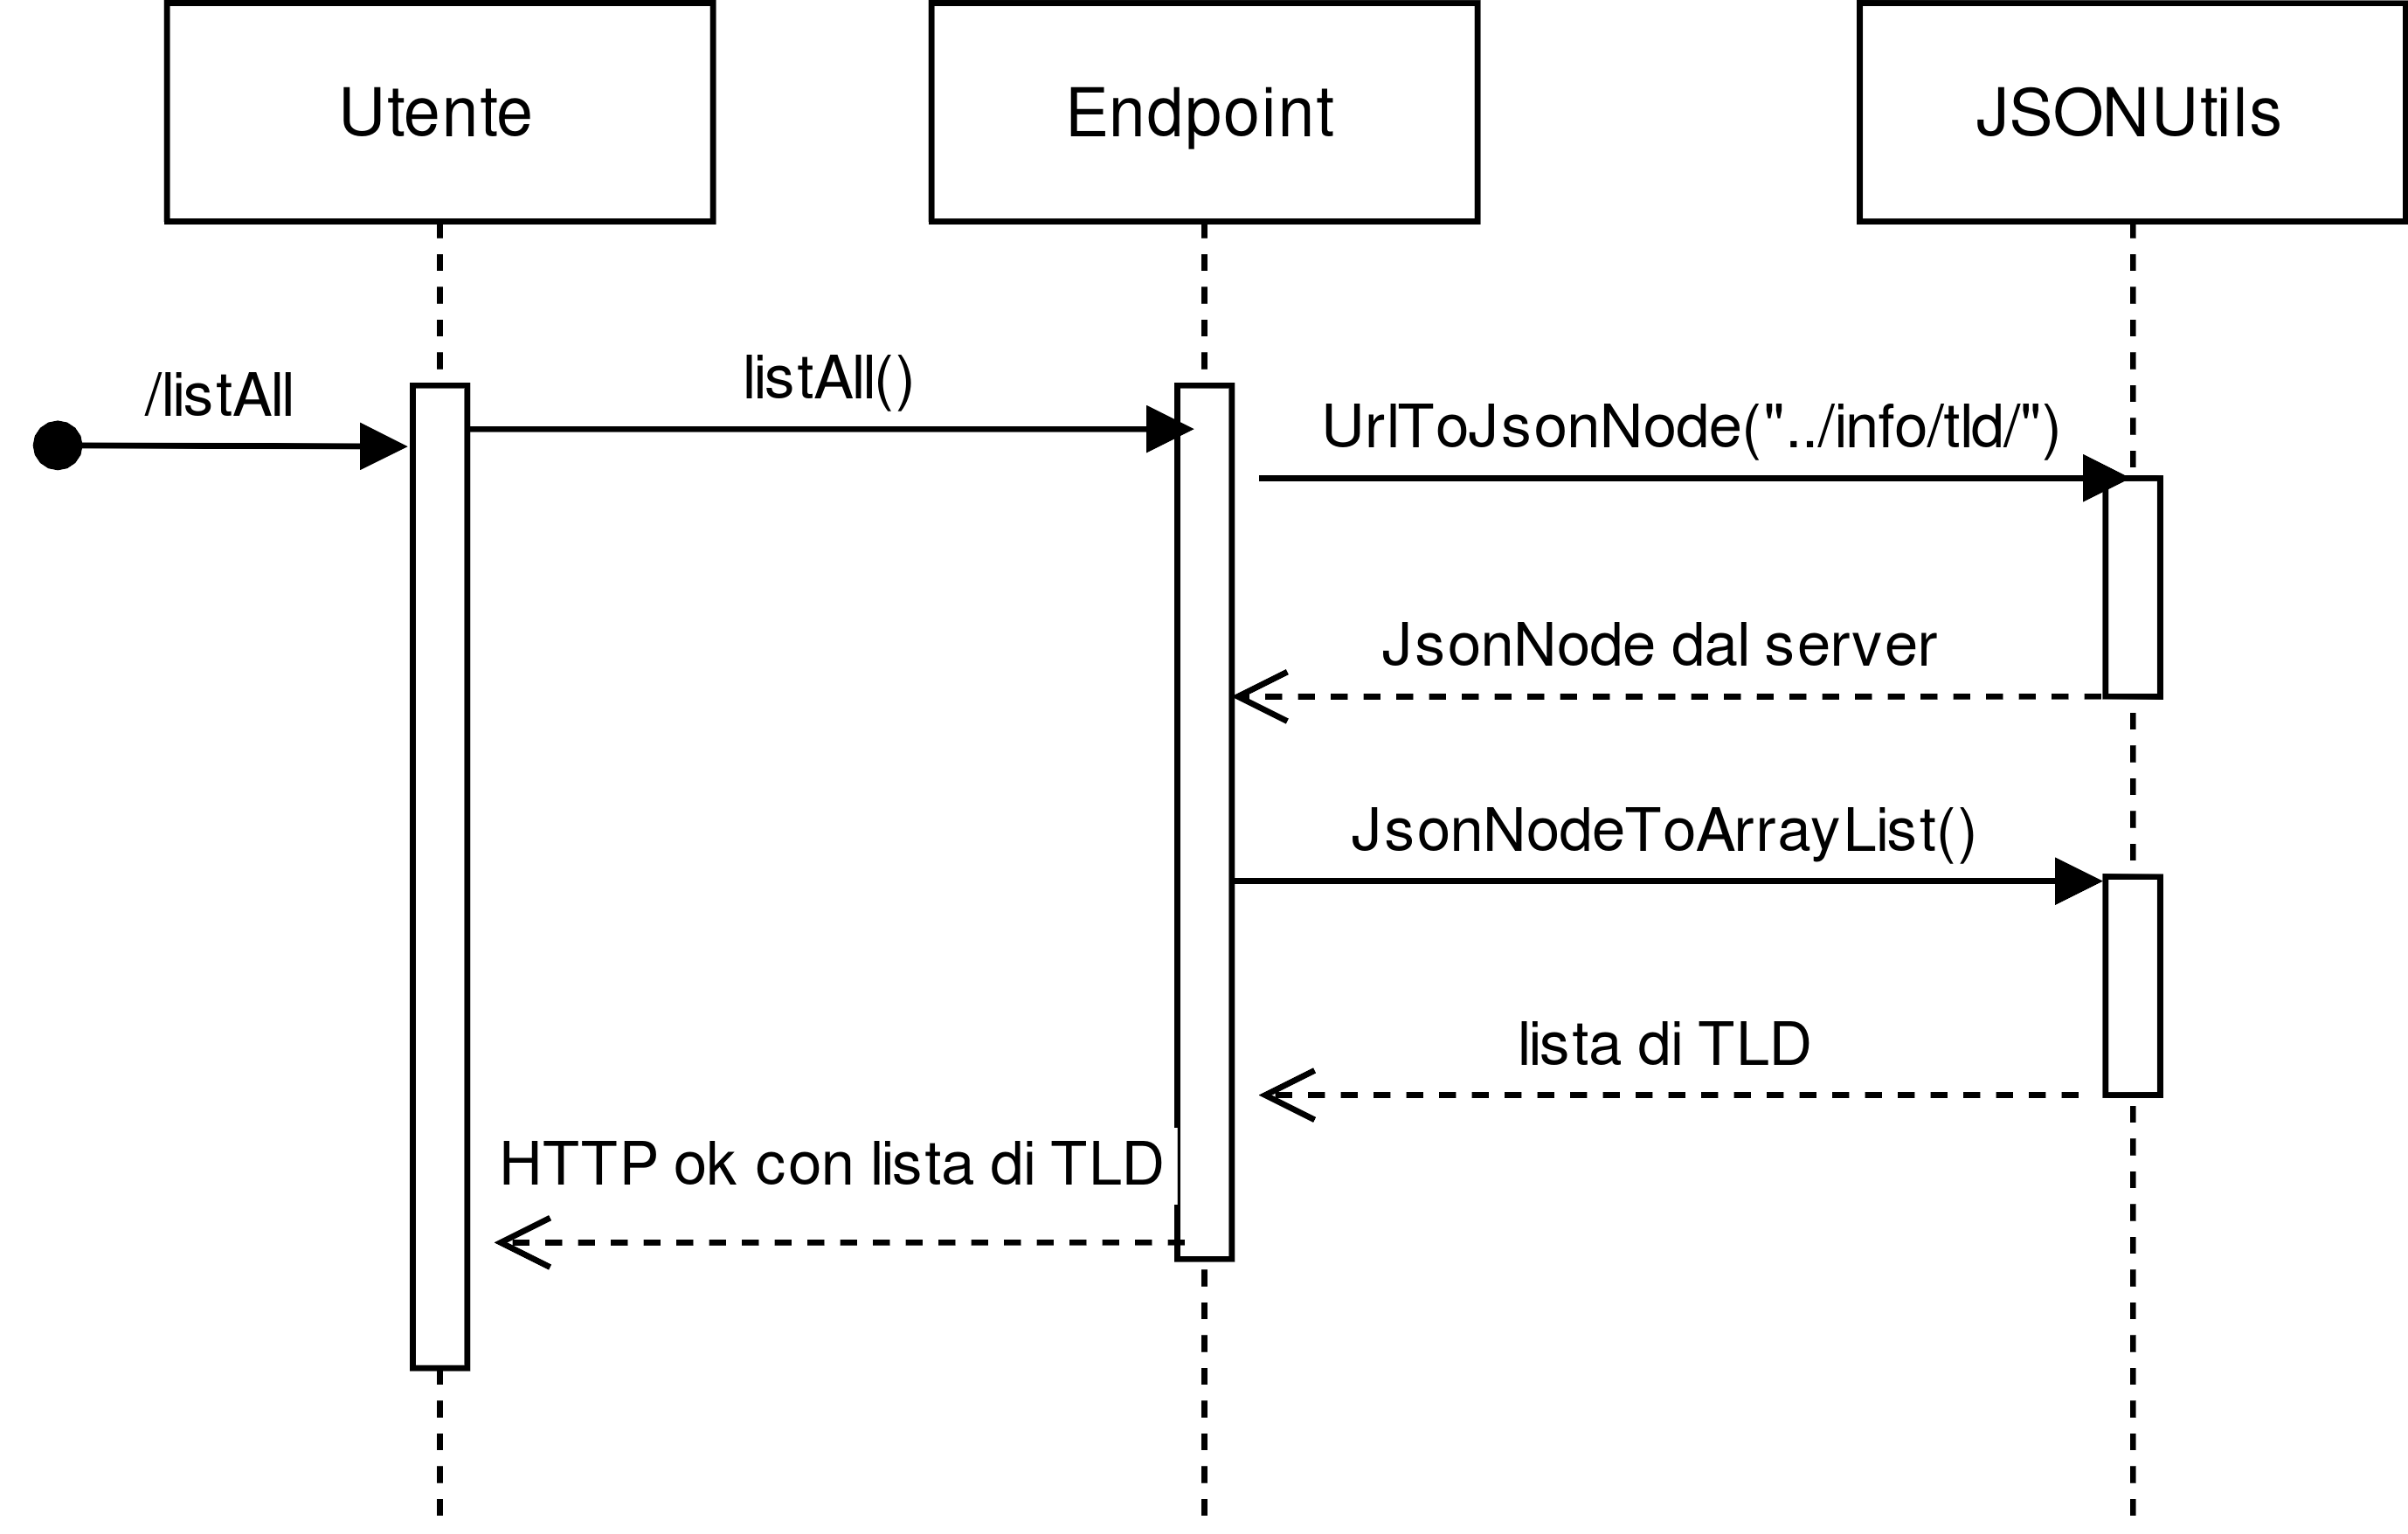 Utente
Endpoint
JSONUtils
/listAll
listAll()
UrlToJsonNode("../info/tld/")
JsonNode dal server
JsonNodeToArrayList()
lista di TLD
HTTP ok con lista di TLD